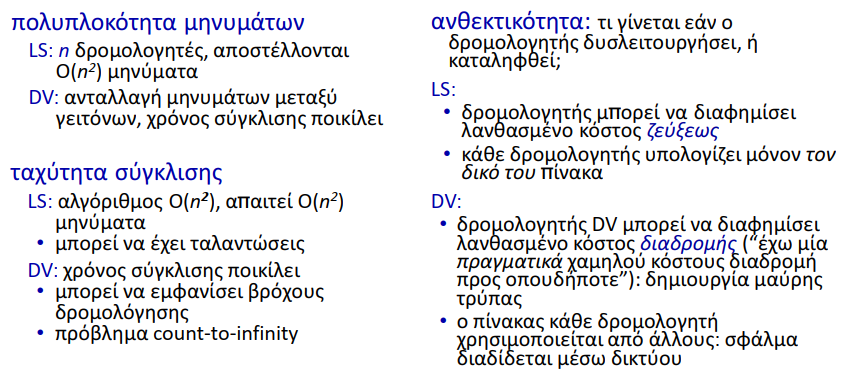 πολυπλοκότητα μηνυμάτων
LS: n δρομολογητές, αποστέλλονται
O(n²) μηνύματα
DV: ανταλλαγή μηνυμάτων μεταξύ
γειτόνων, χρόνος σύγκλισης ποικίλει
ταχύτητα σύγκλισης
LS: αλγόριθμος O(n²), απαιτεί O(n²)
μηνύματα
• μπορεί να έχει ταλαντώσεις
DV: χρόνος σύγκλισης ποικίλει
• μπορεί να εμφανίσει βρόχους
δρομολόγησης
• πρόβλημα count-to-infinity
ανθεκτικότητα: τι γίνεται εάν ο
δρομολογητής δυσλειτουργήσει, ή
καταληφθεί;
LS:
• δρομολογητής μπορεί να διαφημίσει
λανθασμένο κόστος ζεύξεως
• κάθε δρομολογητής υπολογίζει μόνον τον
δικό του πίνακα
DV:
• δρομολογητής DV μπορεί να διαφημίσει
λανθασμένο κόστος διαδρομής (“έχω μία
πραγματικά χαμηλού κόστους διαδρομή
προς οπουδήποτε”): δημιουργία μαύρης
τρύπας
• ο πίνακας κάθε δρομολογητή
χρησιμοποιείται από άλλους: σφάλμα
διαδίδεται μέσω δικτύου